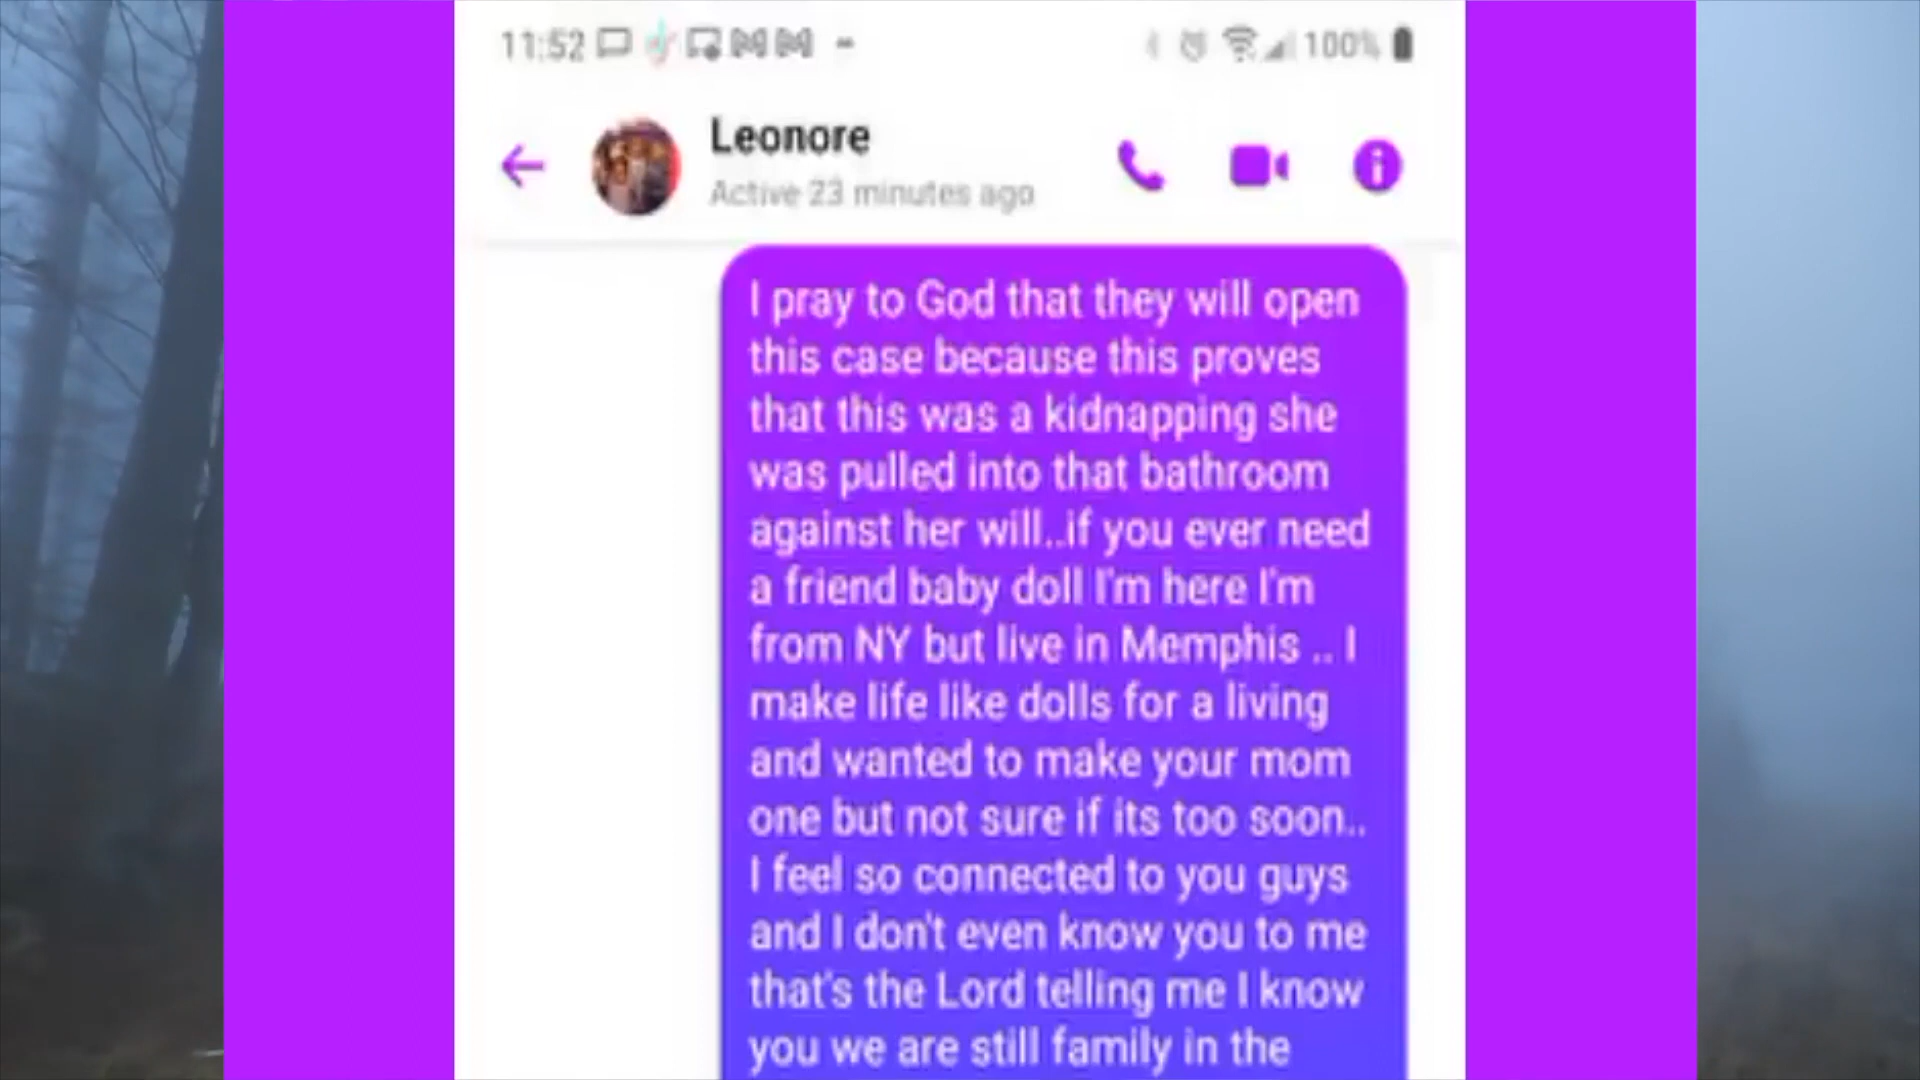 11:52
100%
Leonore
Active 23 minutes ago
I pray to God that they will open
this case because this proves
that this was a kidnapping she
was pulled into that bathroom
against her will..if you ever need
a friend baby doll I'm here I'm
from NY but live in Memphis .. I
make life like dolls for a living
and wanted to make your mom
one but not sure if its too soon..
I feel so connected to you guys
and I don't even know you to me
that's the Lord telling me I know
you we are still family in the